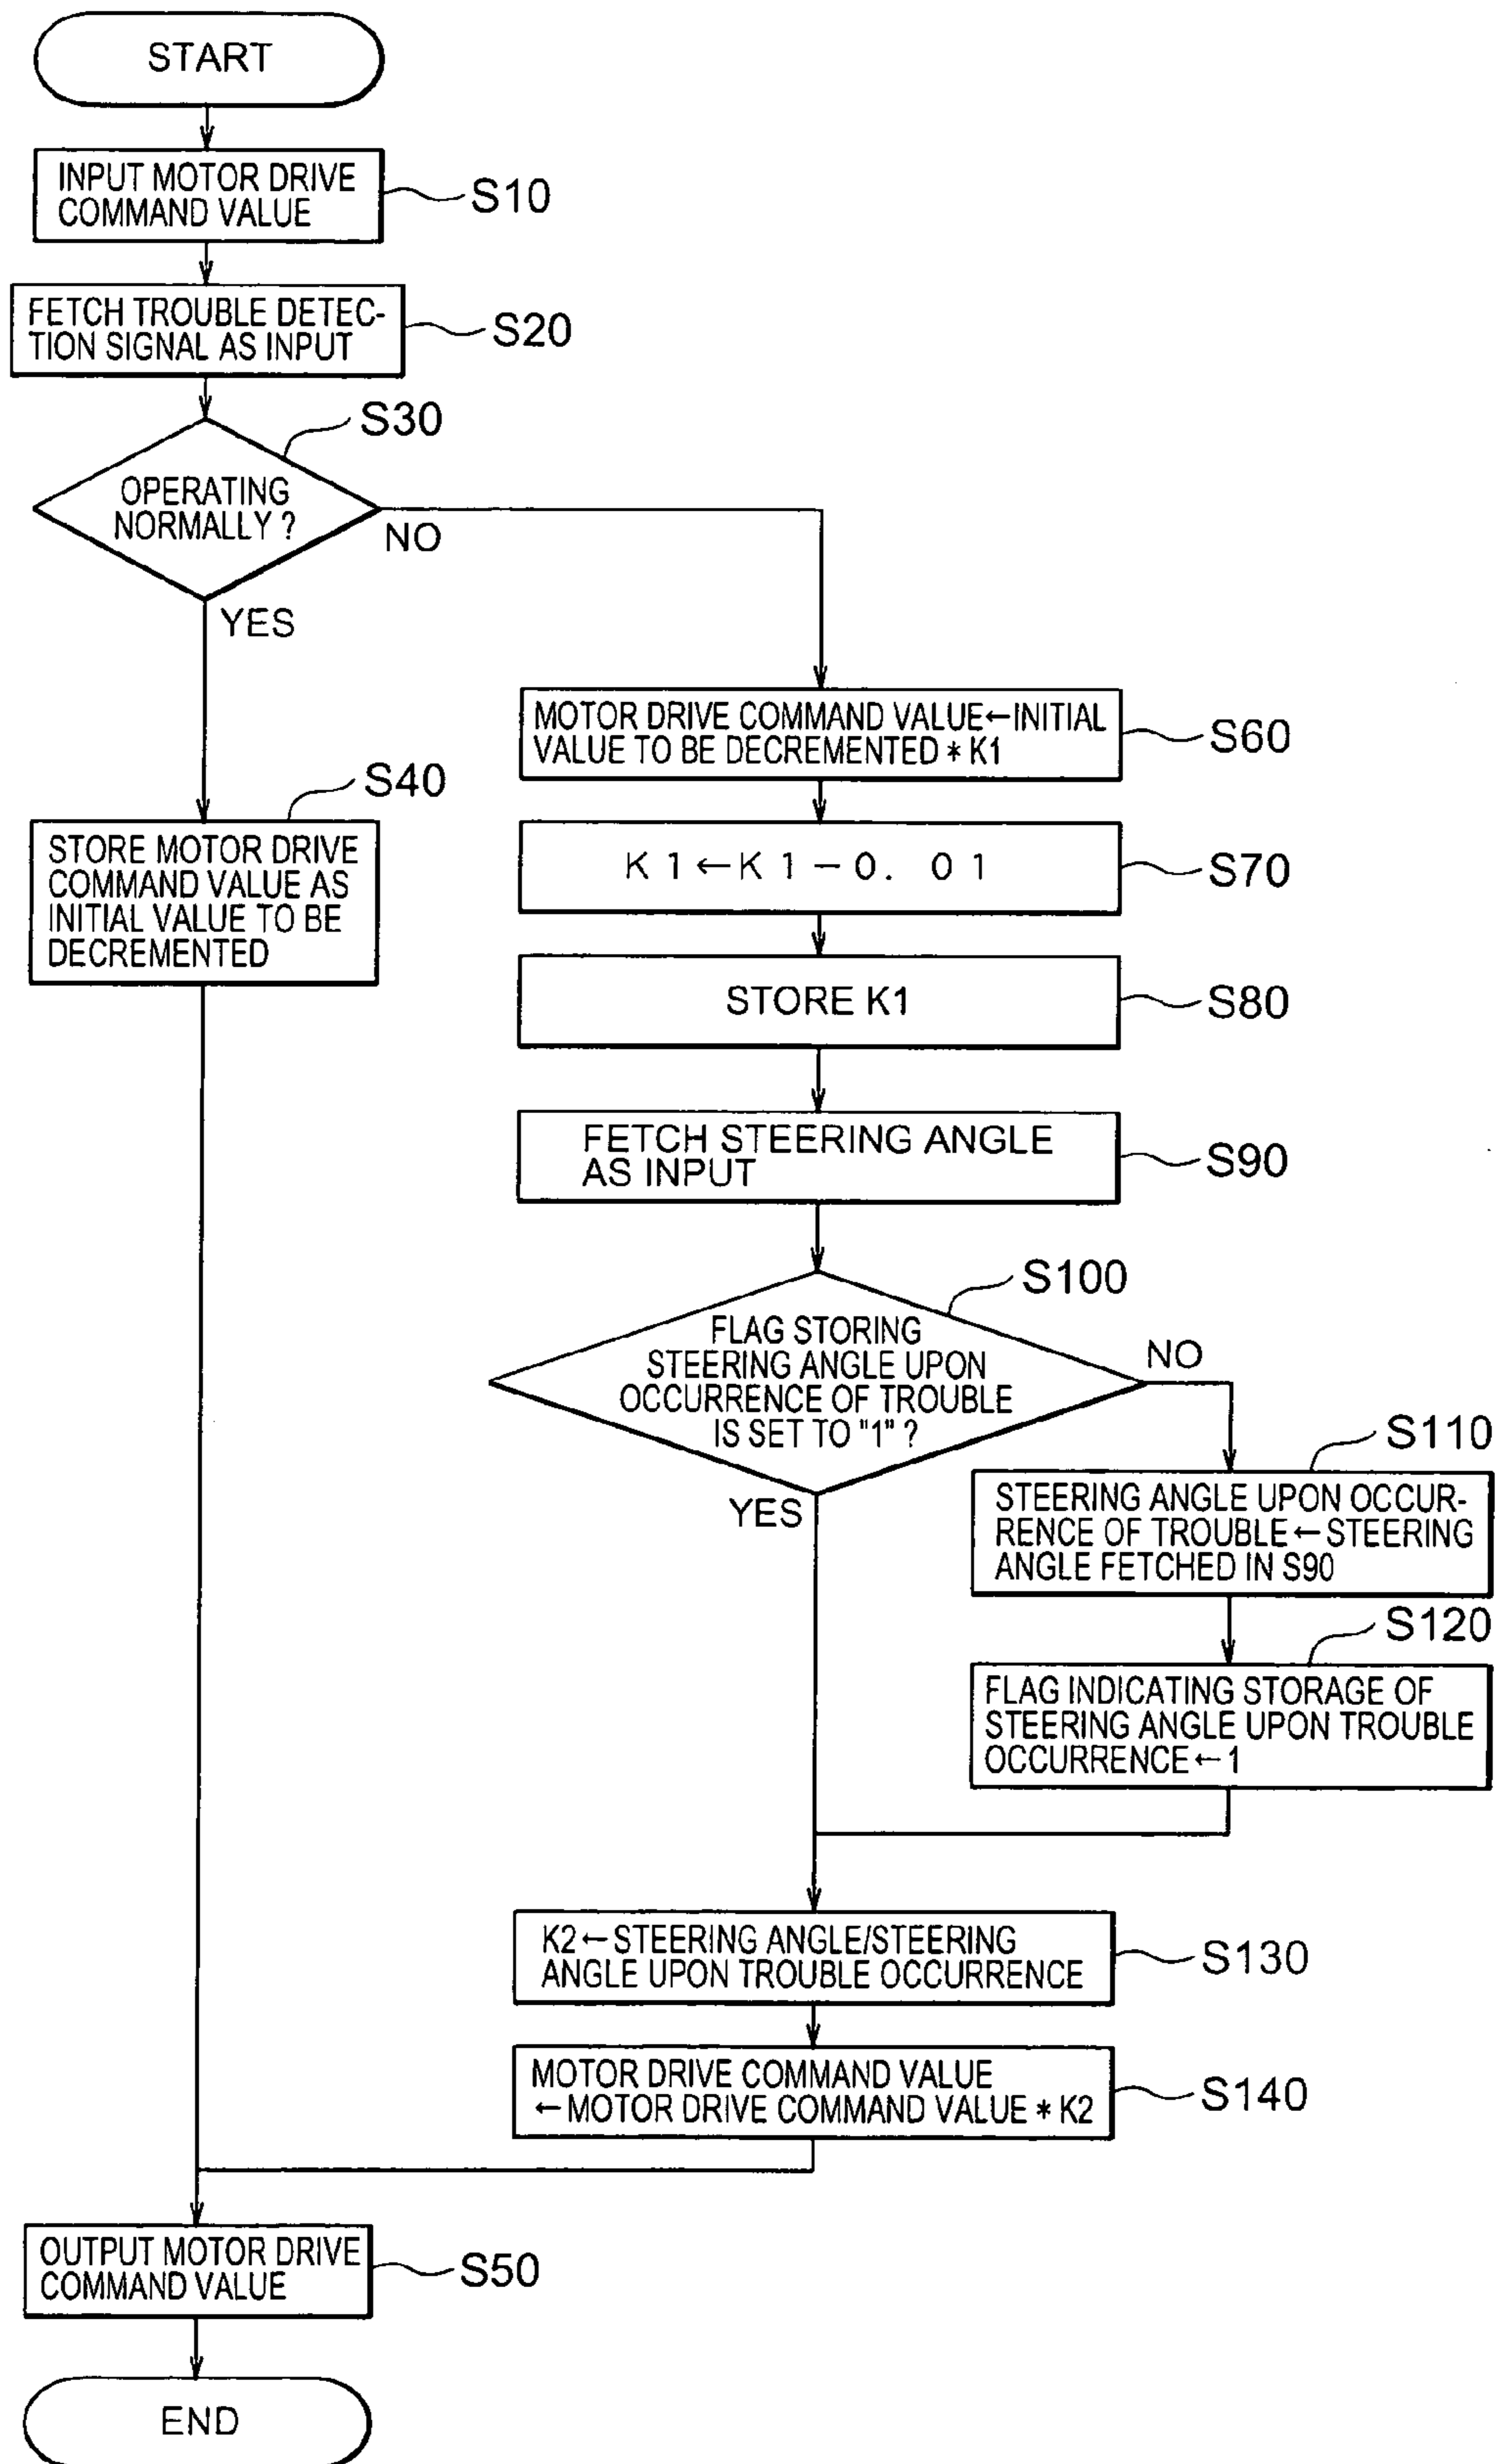 START
INPUT MOTOR DRIVE
COMMAND VALUE
S10
FETCH TROUBLE DETEC-
TION SIGNAL AS INPUT
S20
S30
OPERATING
NORMALLY ?
NO
YES
MOTOR DRIVE COMMAND VALUE←INITIAL
VALUE TO BE DECREMENTED * K1
S60
S40
STORE MOTOR DRIVE
COMMAND VALUE AS
INITIAL VALUE TO BE
DECREMENTED
K 1 ← K 1 − 0. 0 1
S70
STORE K1
S80
FETCH STEERING ANGLE
AS INPUT
S90
S100
FLAG STORING
STEERING ANGLE UPON
OCCURRENCE OF TROUBLE
IS SET TO "1" ?
NO
YES
S110
STEERING ANGLE UPON OCCUR-
RENCE OF TROUBLE←STEERING
ANGLE FETCHED IN S90
S120
FLAG INDICATING STORAGE OF
STEERING ANGLE UPON TROUBLE
OCCURRENCE←1
K2←STEERING ANGLE/STEERING
ANGLE UPON TROUBLE OCCURRENCE
S130
MOTOR DRIVE COMMAND VALUE
←MOTOR DRIVE COMMAND VALUE * K2
S140
OUTPUT MOTOR DRIVE
COMMAND VALUE
S50
END